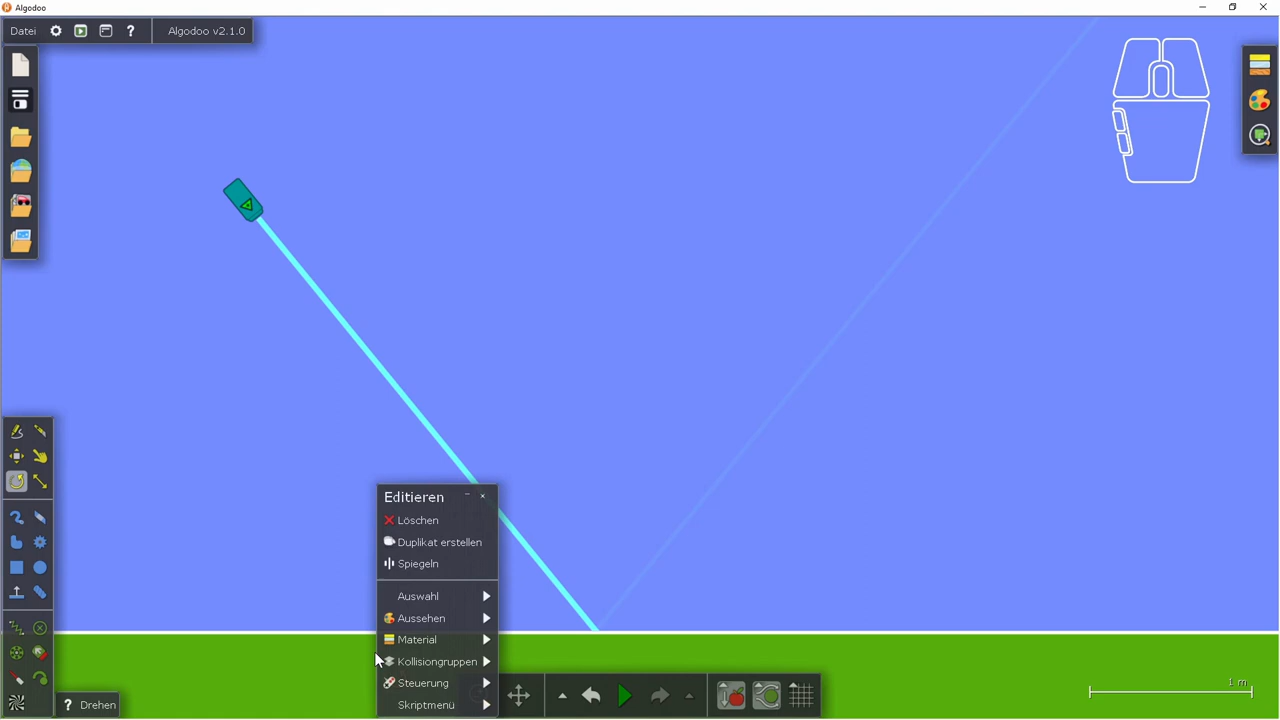 Algodoo
Datei
?
Algodoo v2.1.0
Editieren
Löschen
Duplikat erstellen
Spiegeln
Auswahl
Aussehen
Material
Kollisiongruppen
Steuerung
Skriptmenü
? Drehen
1 m